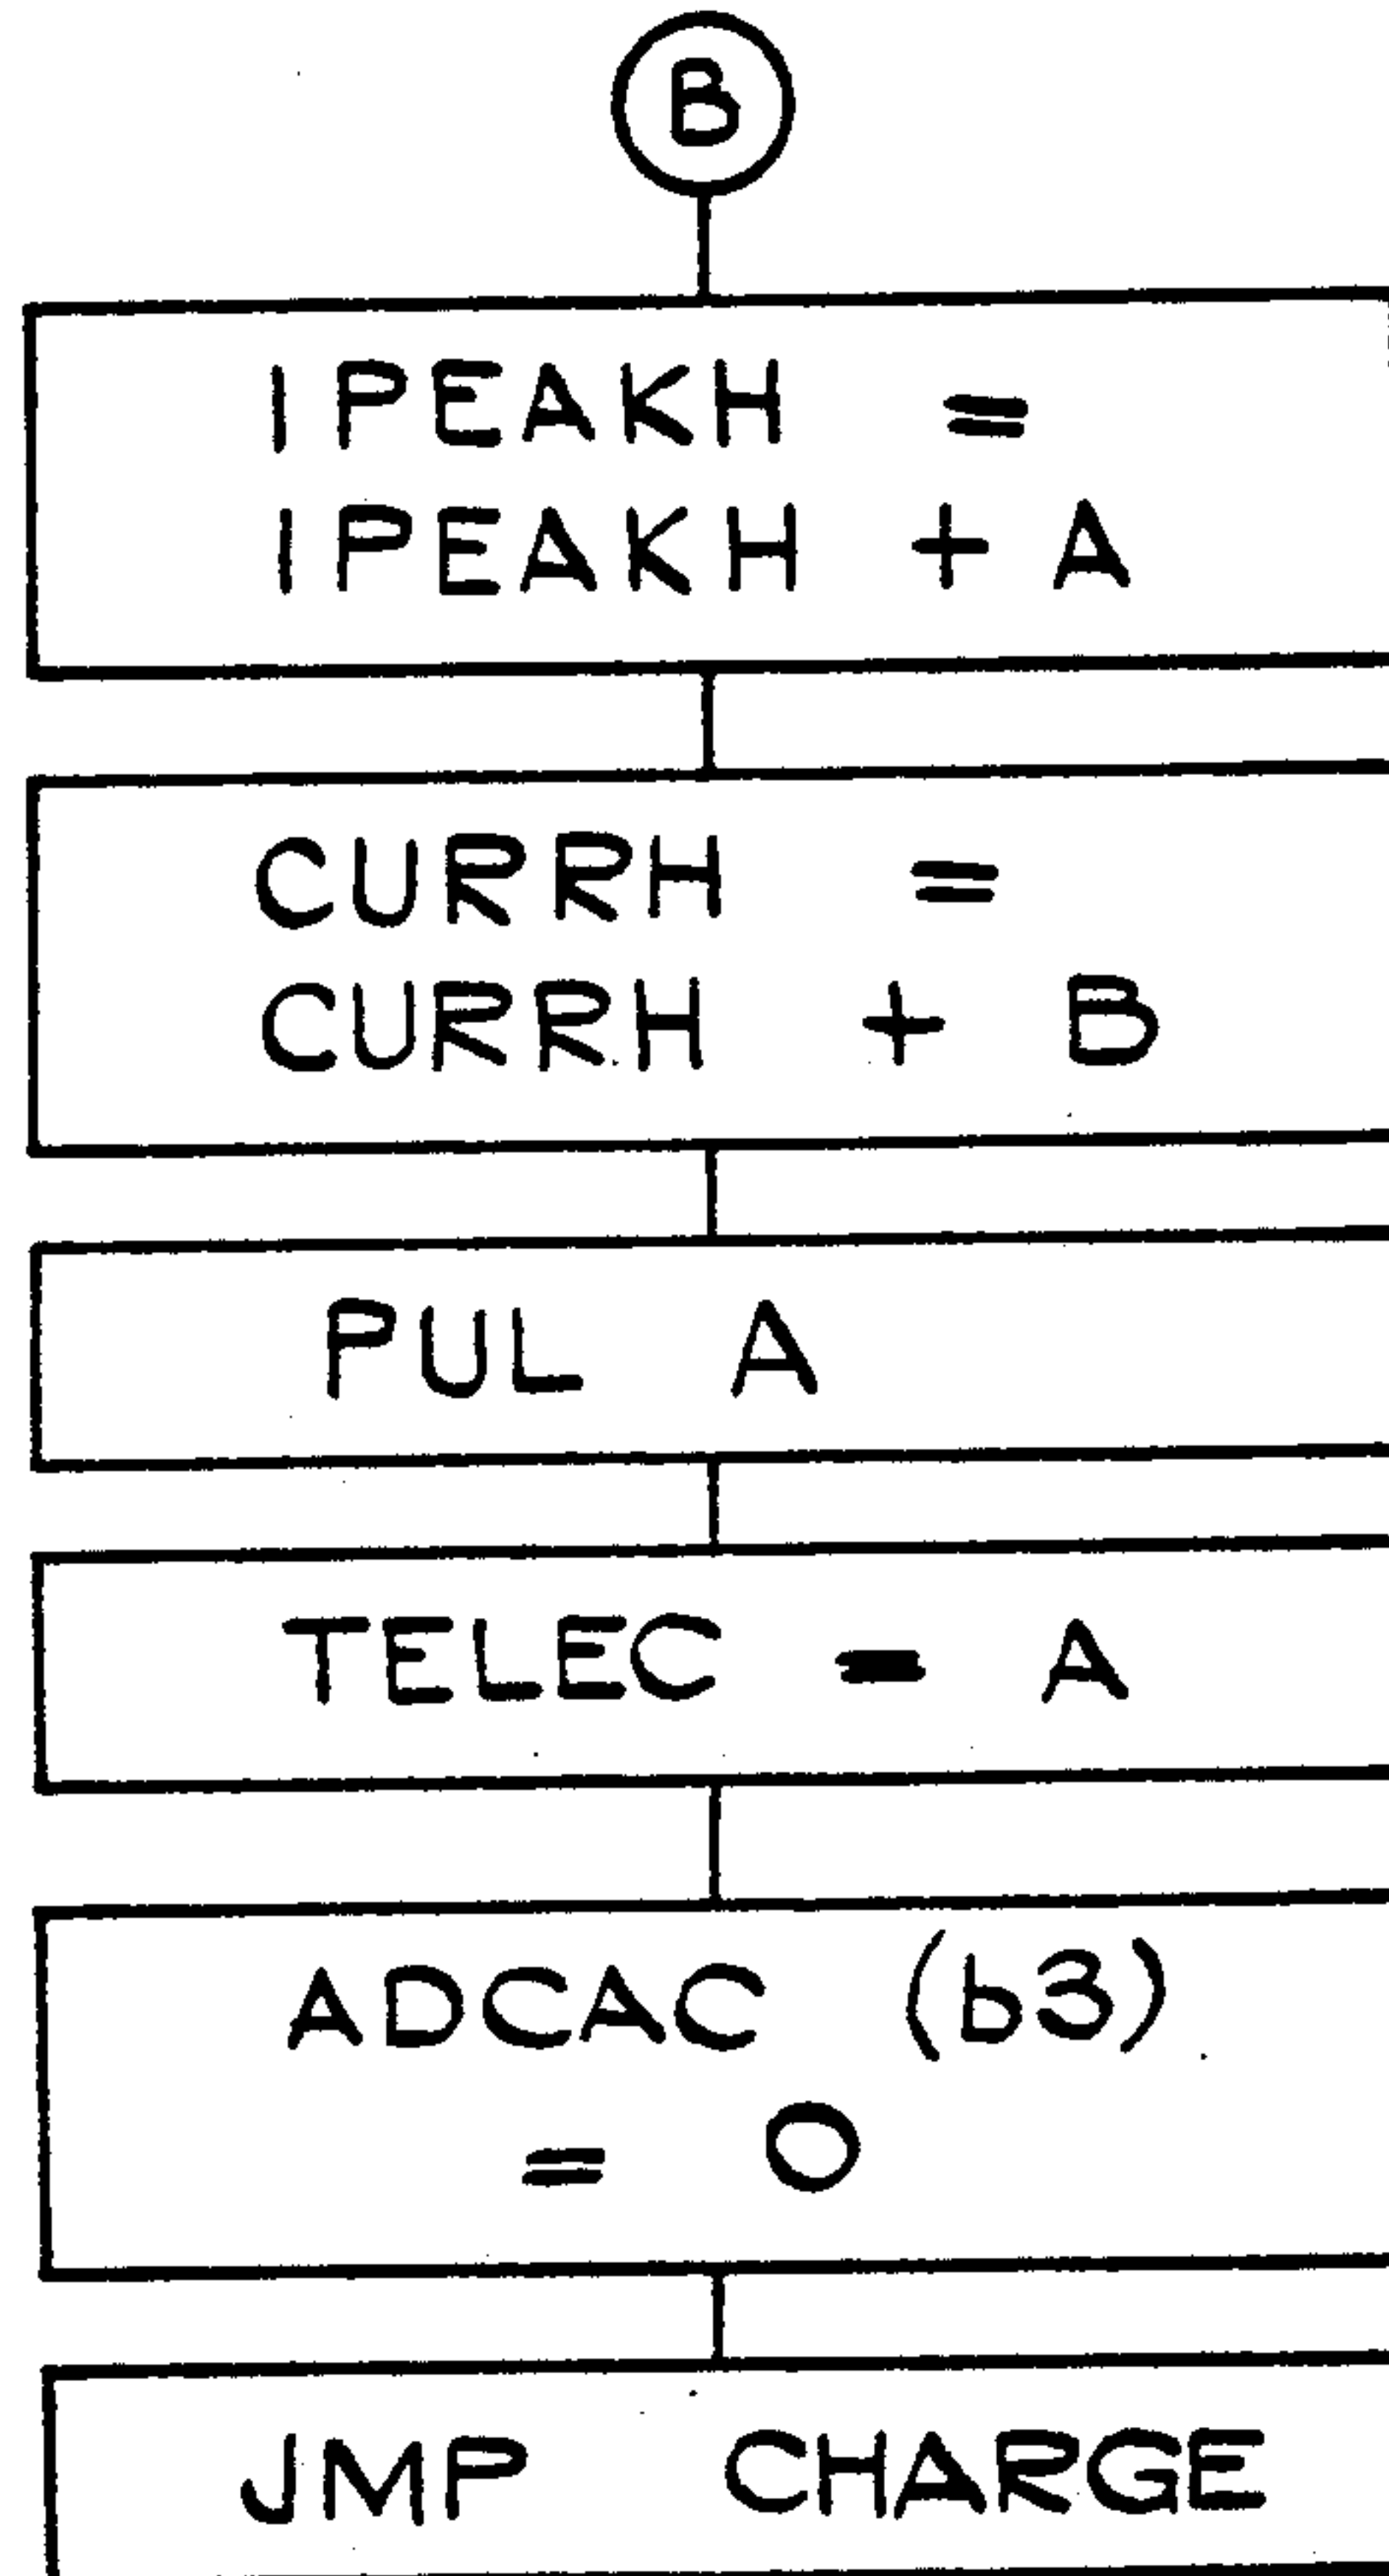 B
IPEAKH =
IPEAKH + A
CURRH =
CURRH + B
PUL A
TELEC = A
ADCAC (b3)
= 0
JMP CHARGE